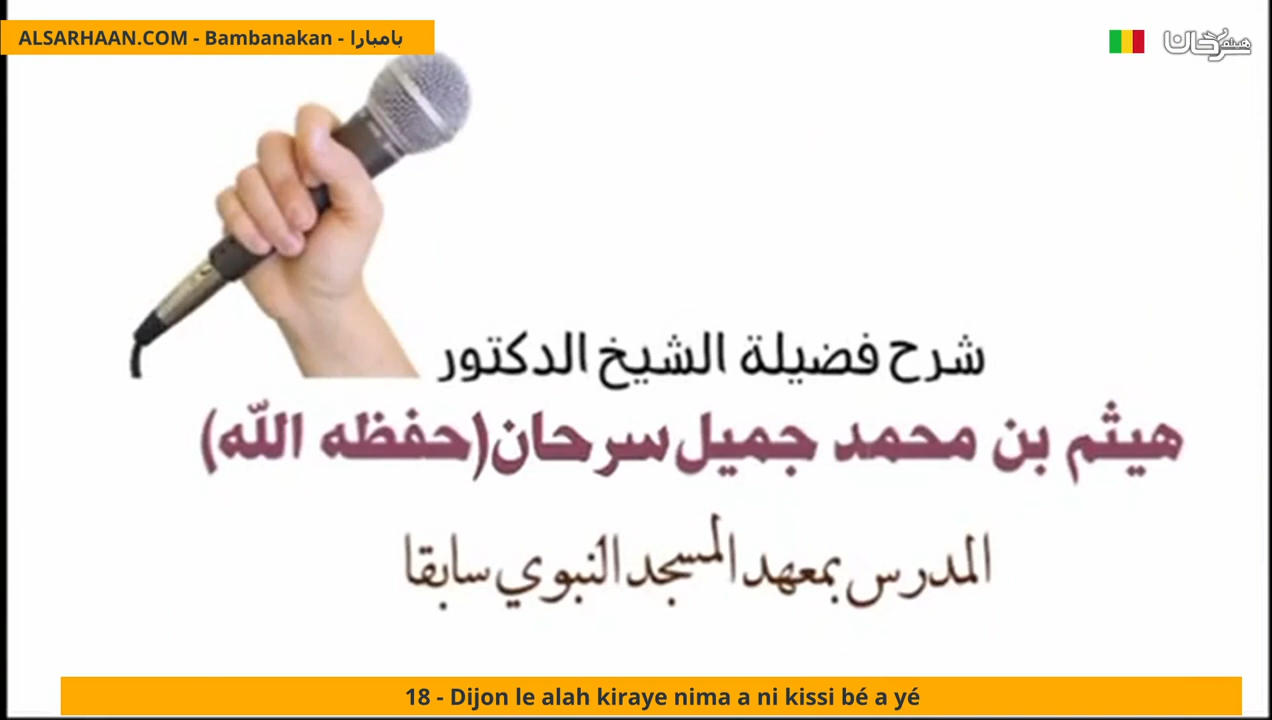 ALSARHAAN.COM - Bambanakan - بامبارا
هيثم سرحان
شرح فضيلة الشيخ الدكتور
هيثم بن محمد جميل سرحان(حفظه الله)
المدرس بمعهد المسجد النبوي سابقا
18 - Dijon le alah kiraye nima a ni kissi bé a yé